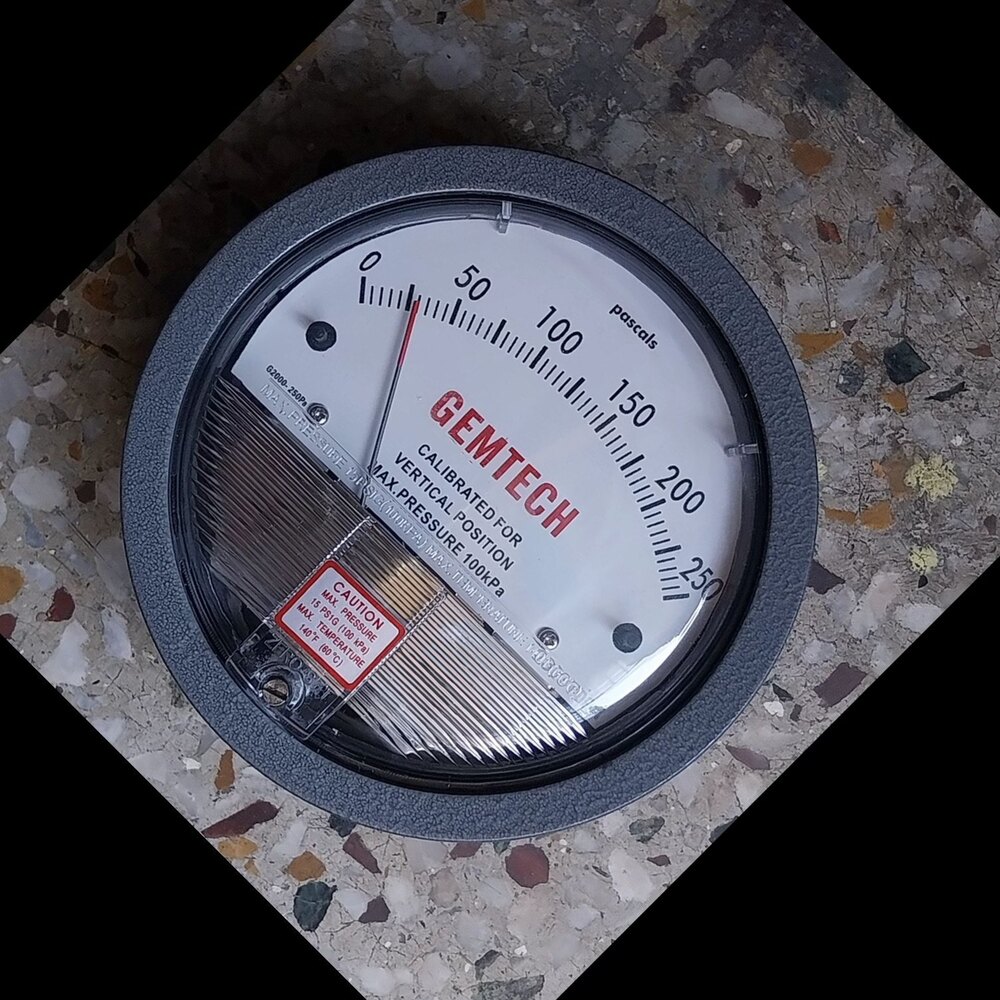 0
50
100
150
200
250
pascals
G2000-250Pa
GEMTECH
CALIBRATED FOR
VERTICAL POSITION
MAX.PRESSURE 100kPa
CAUTION
MAX. PRESSURE
15 PSIG (100 kPa)
MAX. TEMPERATURE
140°F (60°C)